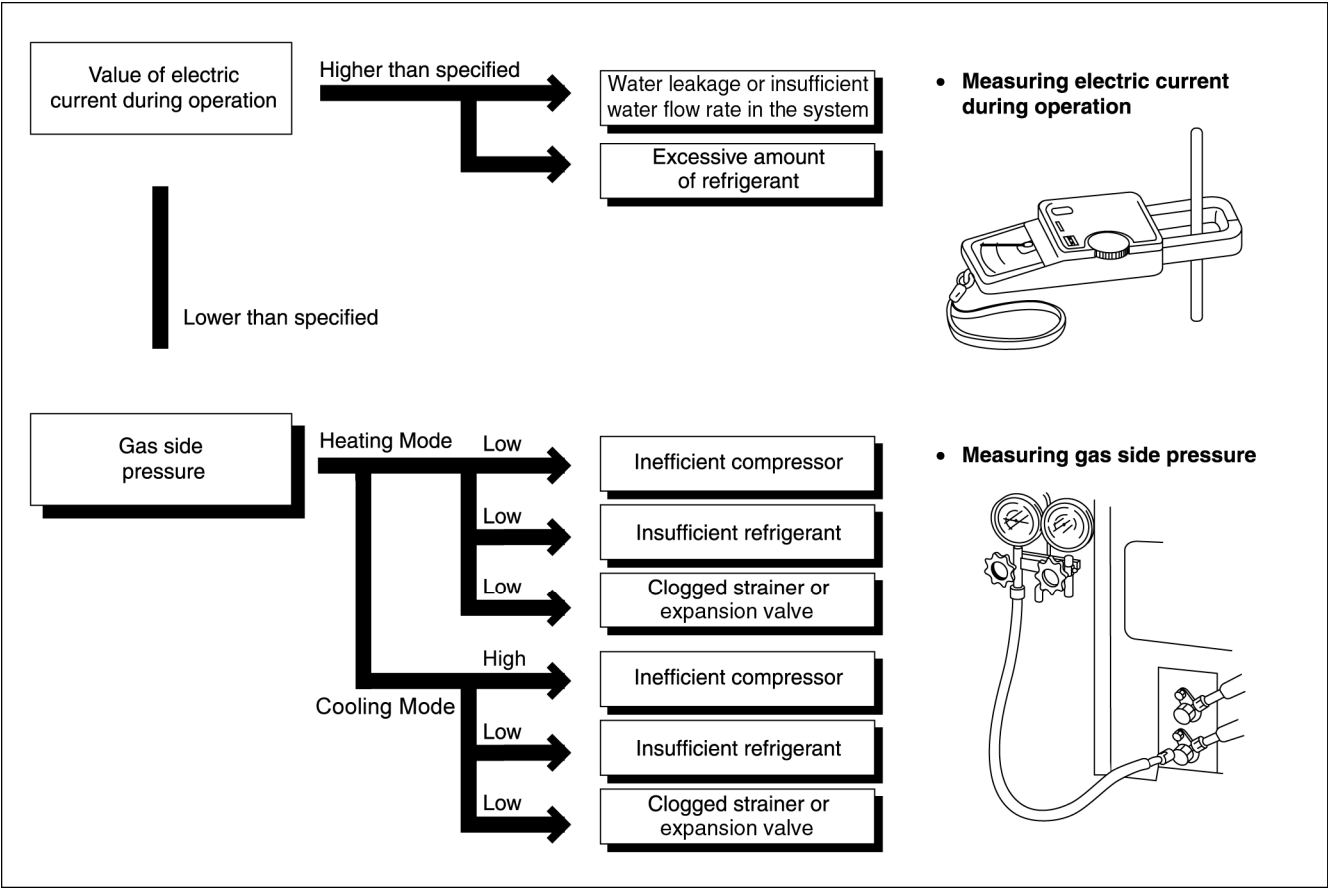 Value of electric
current during operation
Higher than specified
Water leakage or insufficient
water flow rate in the system
Excessive amount
of refrigerant
• Measuring electric current
during operation
Lower than specified
Gas side
pressure
Heating Mode
Low
Inefficient compressor
Low
Insufficient refrigerant
Low
Clogged strainer or
expansion valve
High
Inefficient compressor
Cooling Mode
Low
Insufficient refrigerant
Low
Clogged strainer or
expansion valve
• Measuring gas side pressure